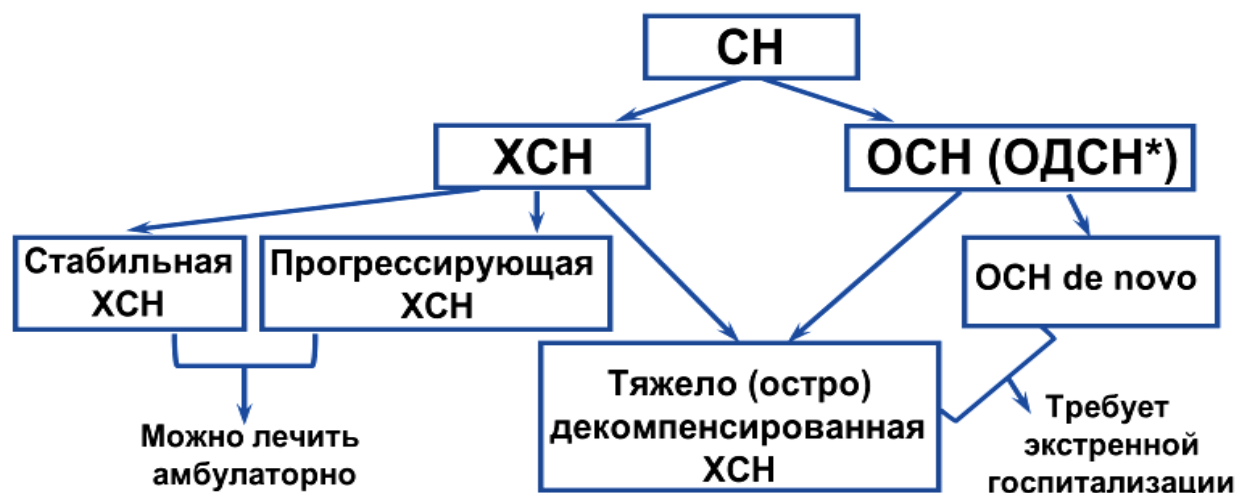 СН
ХСН
ОСН (ОДСН*)
Стабильная
ХСН
Прогрессирующая
ХСН
ОСН de novo
Тяжело (остро)
декомпенсированная
ХСН
Можно лечить
амбулаторно
Требует
экстренной
госпитализации